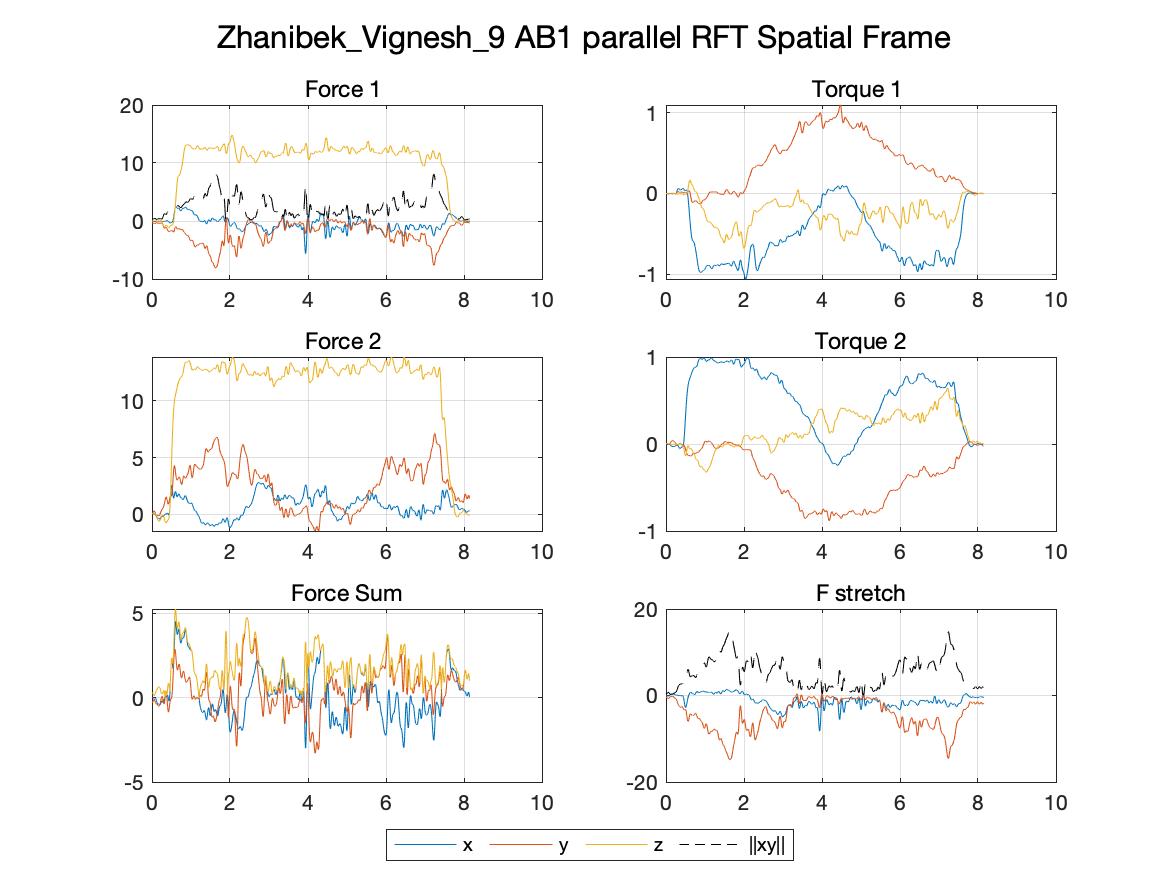 Zhanibek_Vignesh_9 AB1 parallel RFT Spatial Frame
Force 1
20
10
0
-10
0 2 4 6 8 10
Torque 1
1
0
-1
0 2 4 6 8 10
Force 2
10
5
0
0 2 4 6 8 10
Torque 2
1
0
-1
0 2 4 6 8 10
Force Sum
5
0
-5
0 2 4 6 8 10
F stretch
20
0
-20
0 2 4 6 8 10
x y z ||xy||